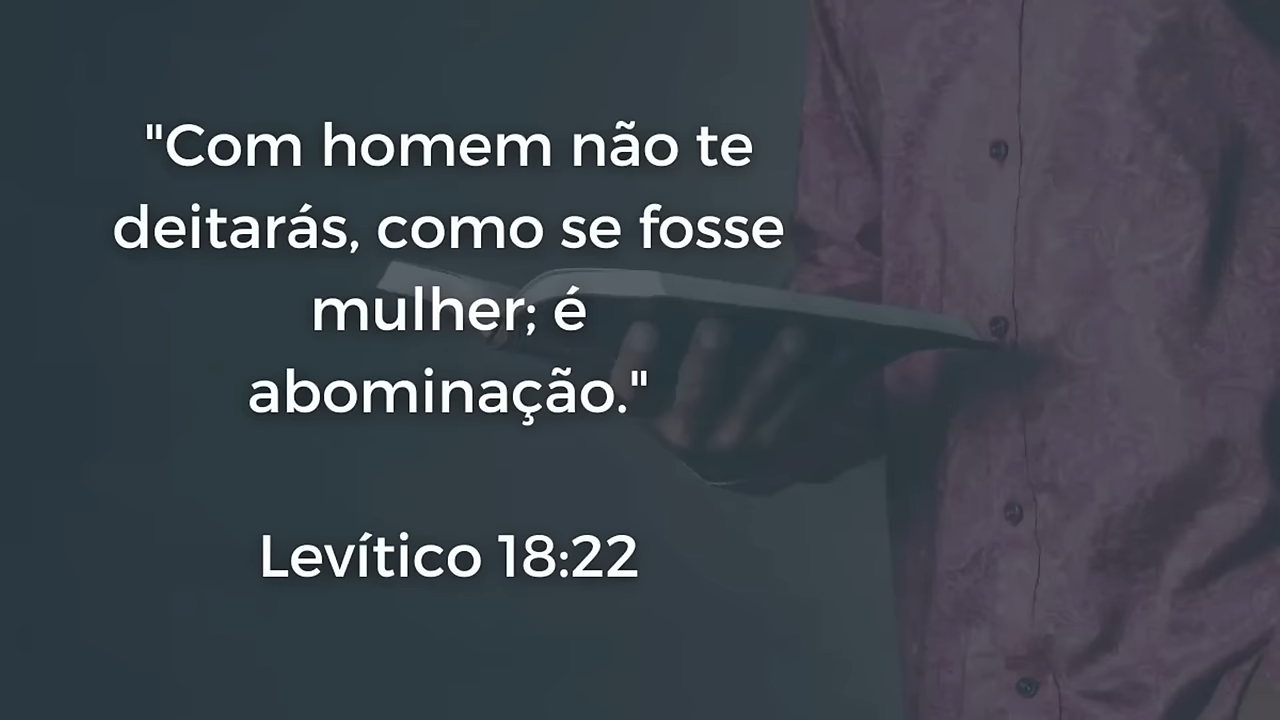 "Com homem não te
deitarás, como se fosse
mulher; é
abominação."
Levítico 18:22